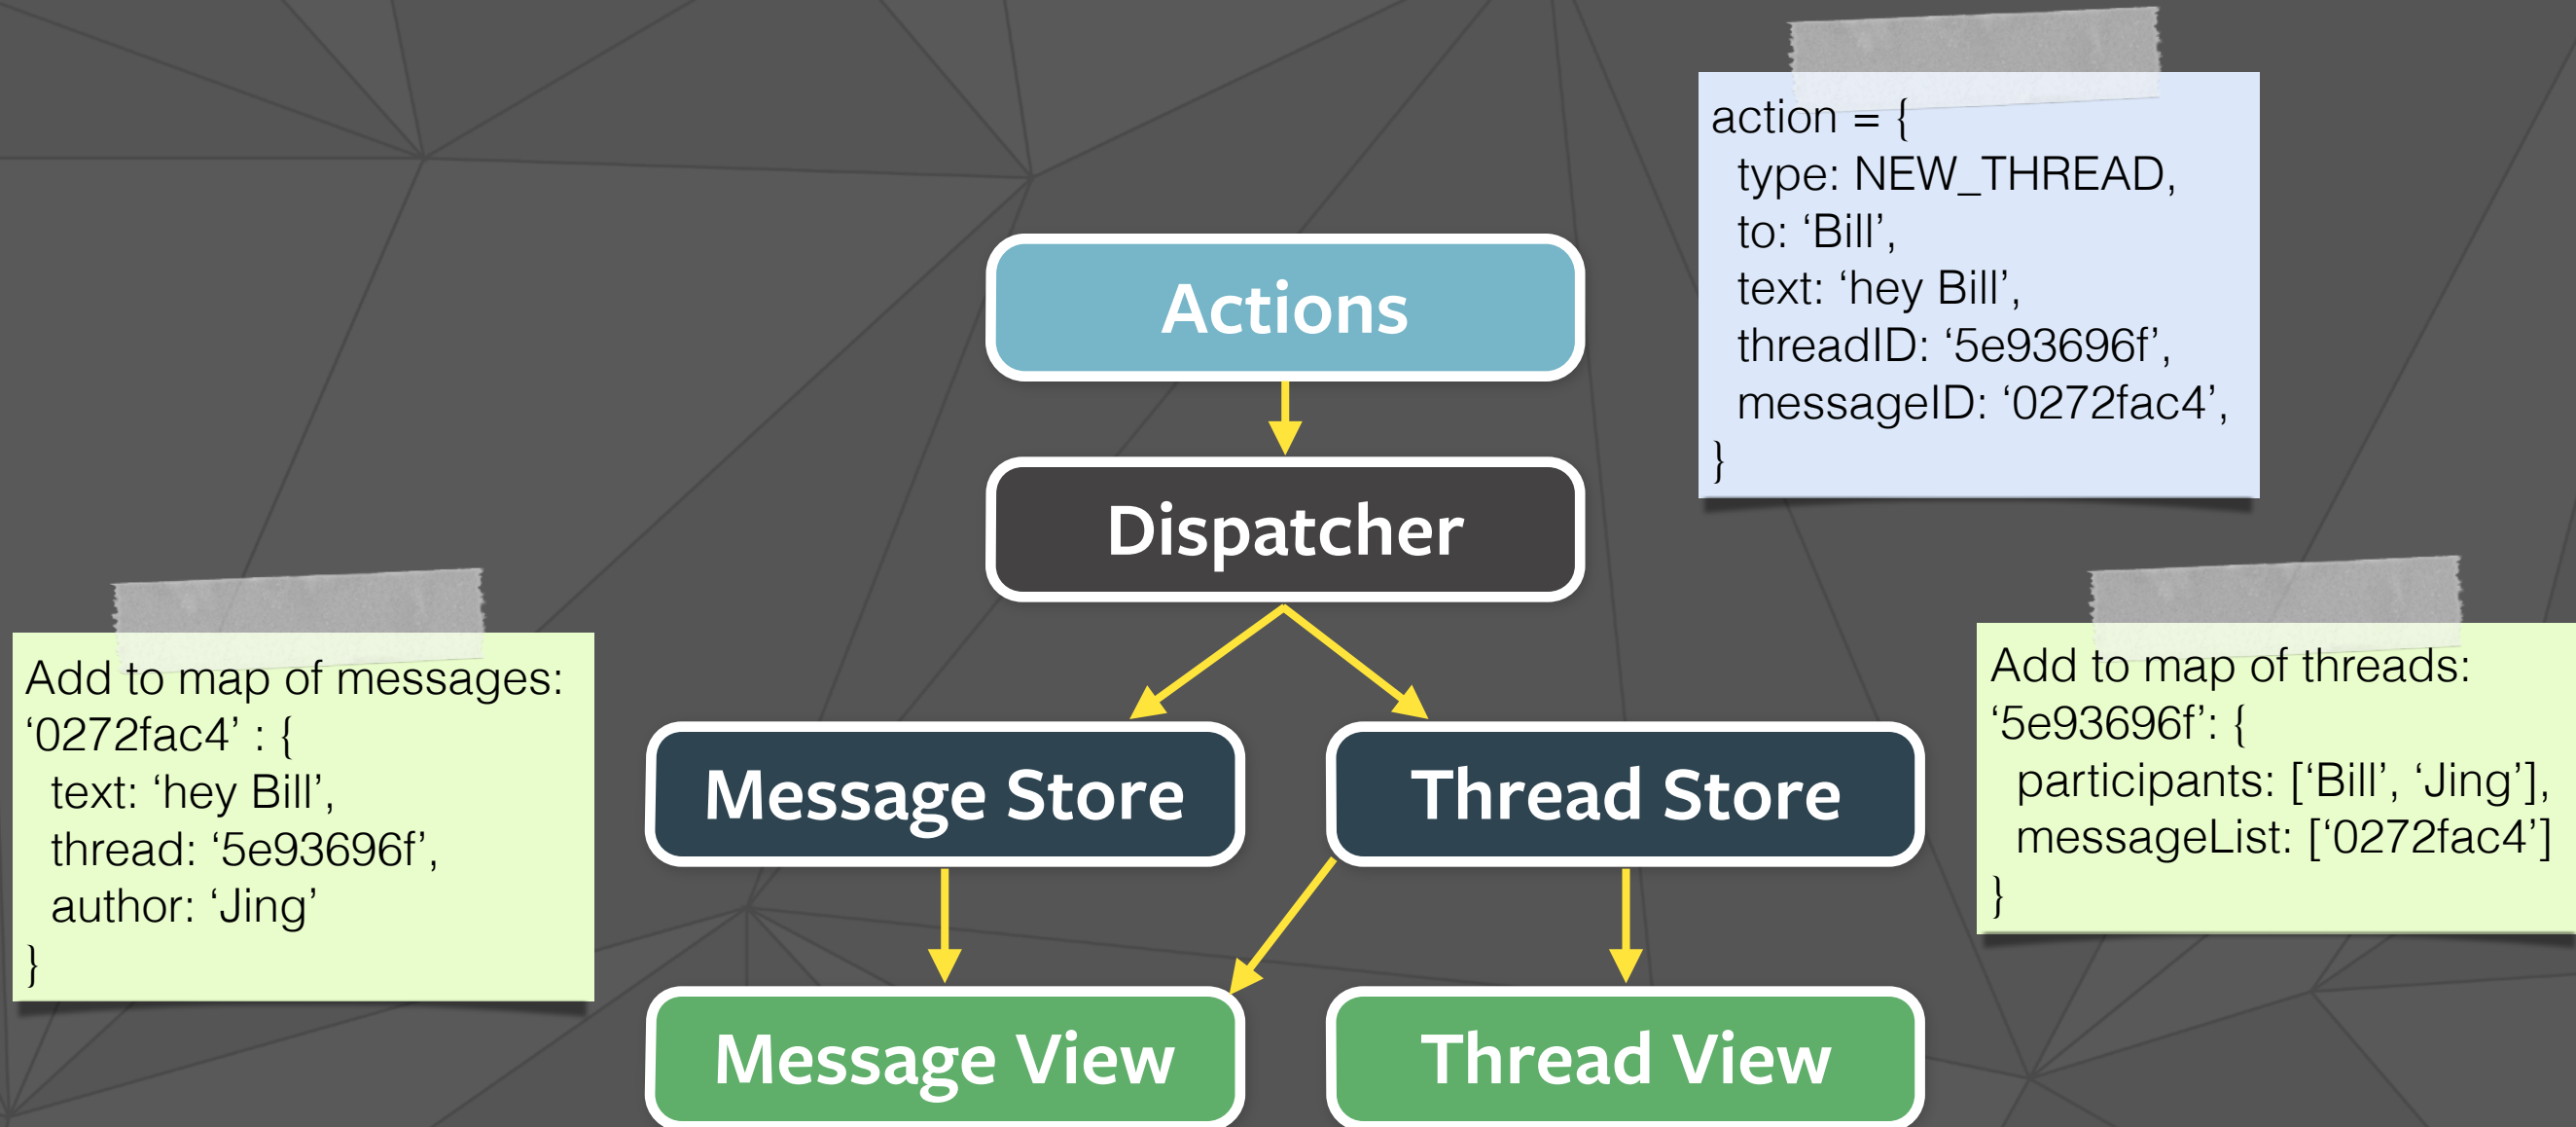 action = {
type: NEW_THREAD,
to: ‘Bill’,
text: ‘hey Bill’,
threadID: ‘5e93696f’,
messageID: ‘0272fac4’,
}
Actions
Dispatcher
Add to map of messages:
‘0272fac4’ : {
text: ‘hey Bill’,
thread: ‘5e93696f’,
author: ‘Jing’
}
Message Store
Thread Store
Add to map of threads:
‘5e93696f’: {
participants: [‘Bill’, ‘Jing’],
messageList: [‘0272fac4’]
}
Message View
Thread View